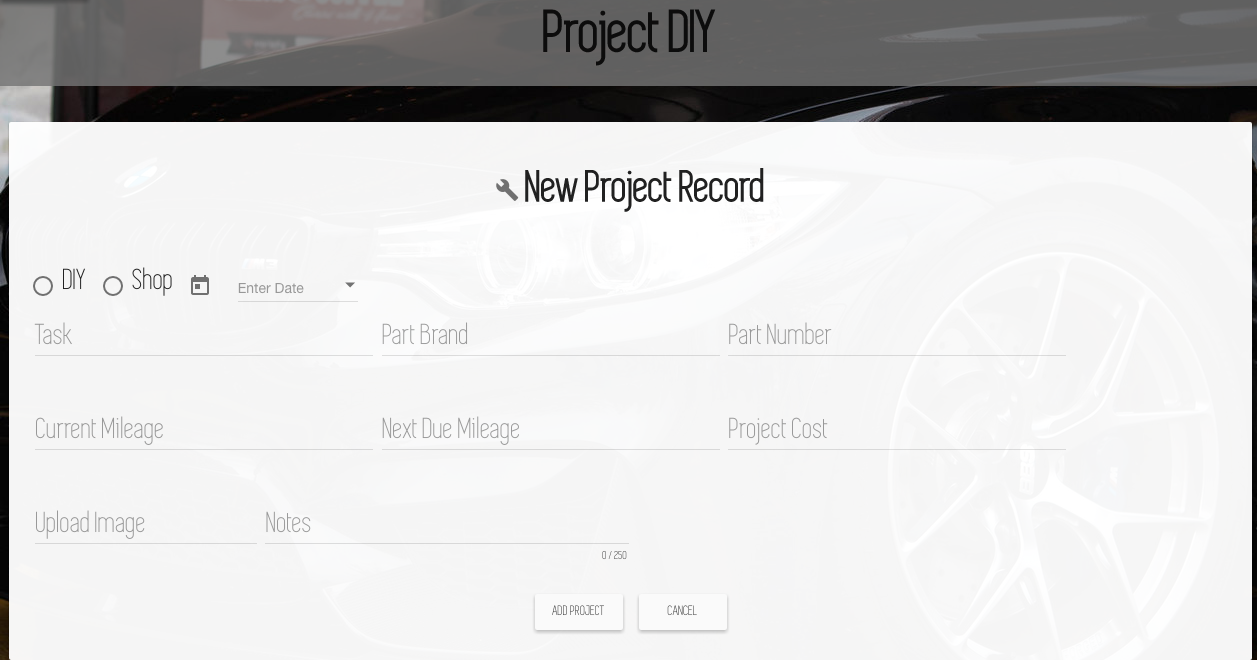 Project DIY
New Project Record
DIY Shop Enter Date
Task Part Brand Part Number
Current Mileage Next Due Mileage Project Cost
Upload Image Notes
0 / 250
ADD PROJECT CANCEL